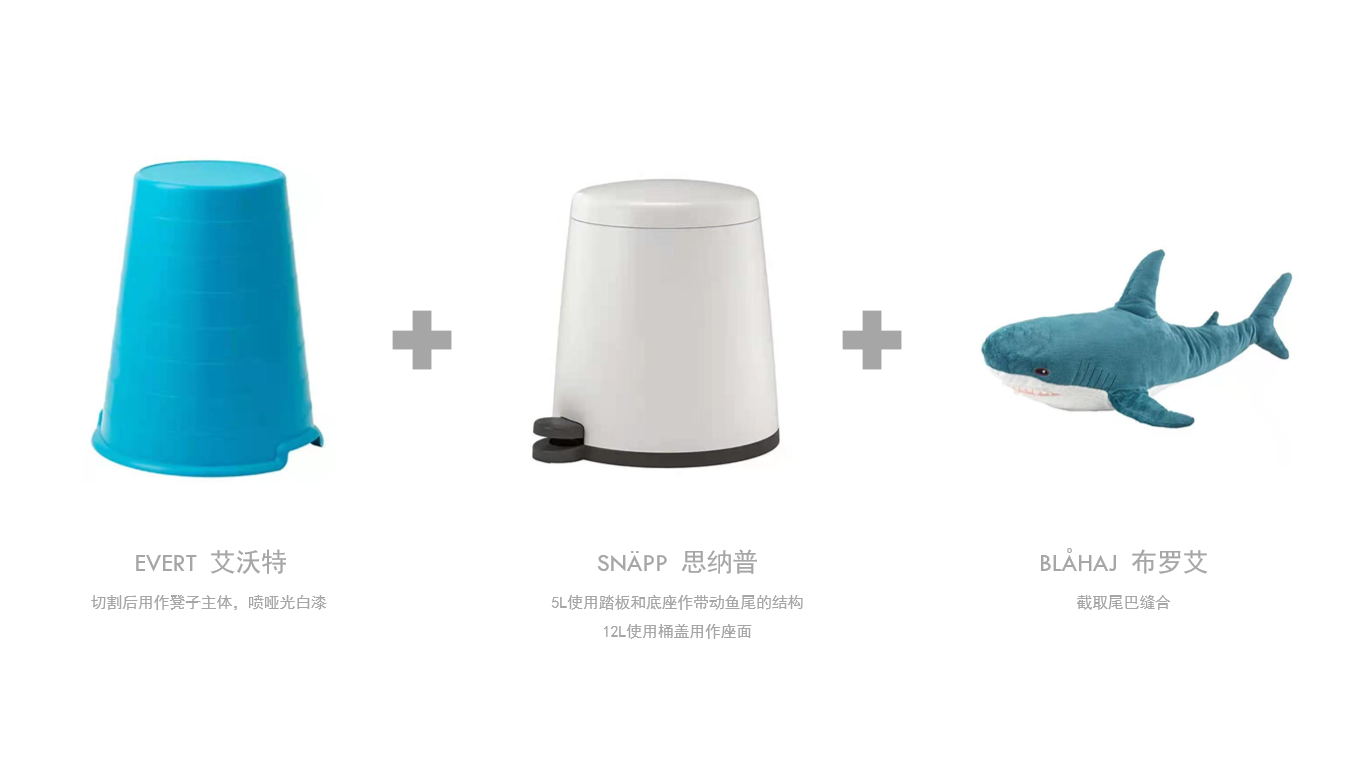 EVERT 艾沃特
切割后用作凳子主体，喷哑光白漆
SNÄPP 思纳普
5L使用踏板和底座作带动鱼尾的结构
12L使用桶盖用作座面
BLÅHAJ 布罗艾
截取尾巴缝合